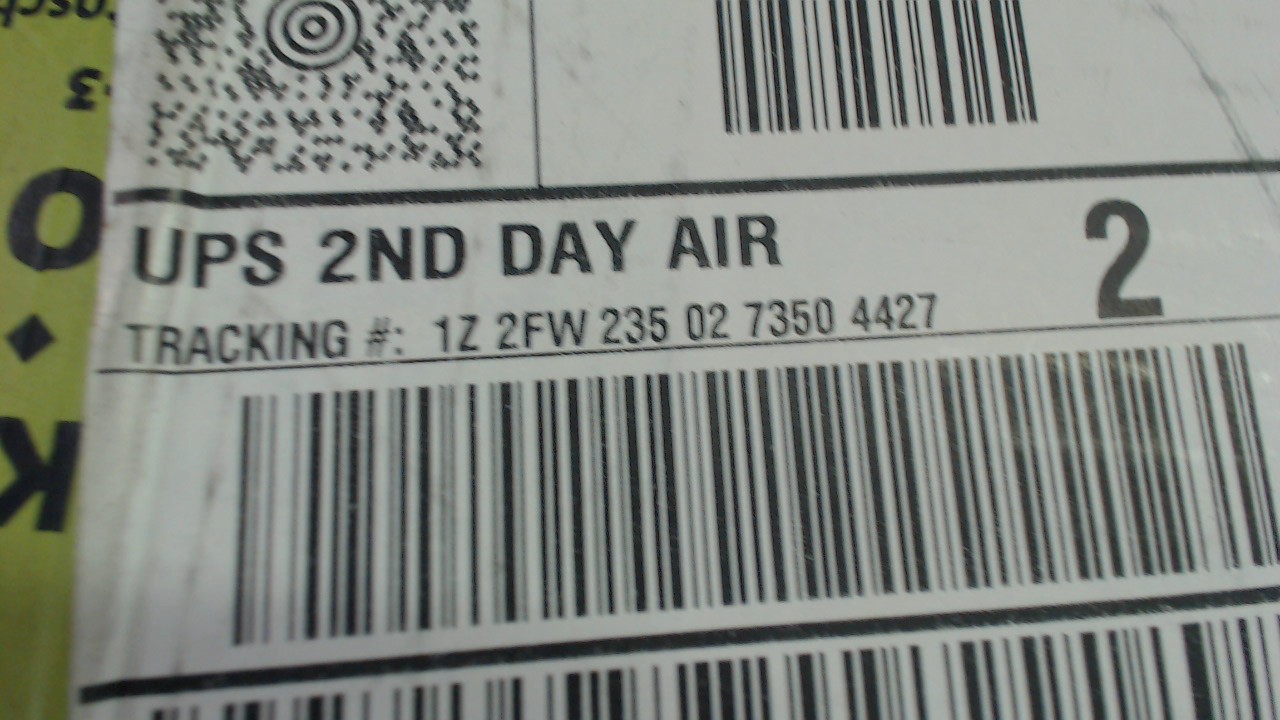 UPS 2ND DAY AIR
2
TRACKING #: 1Z 2FW 235 02 7350 4427